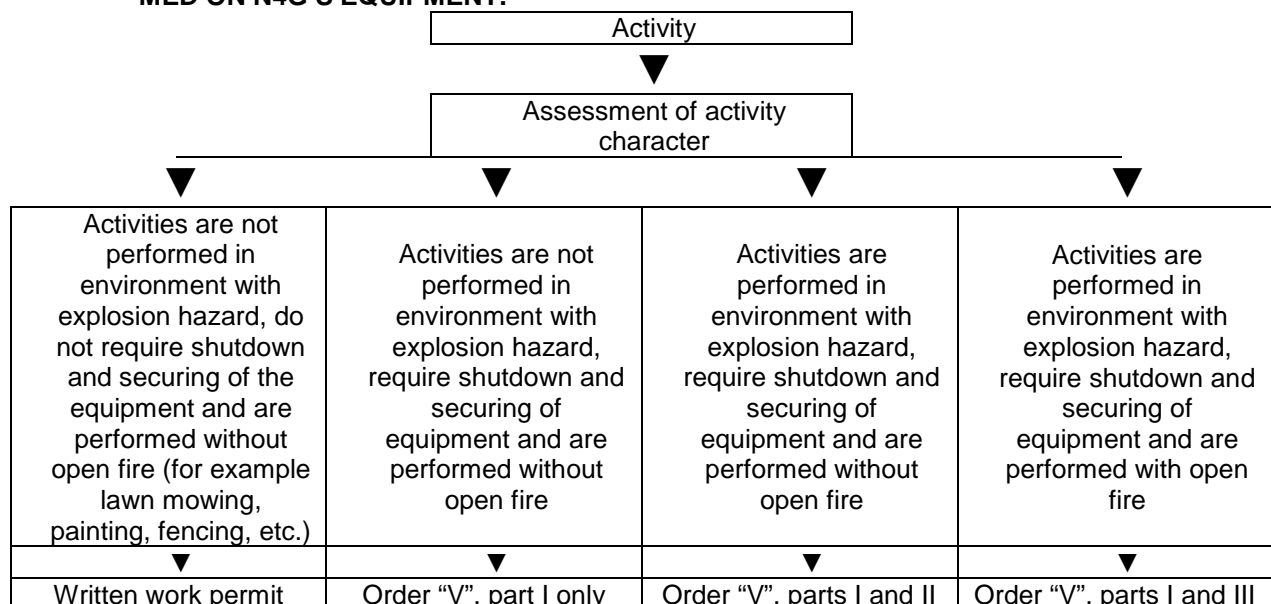 MED ON N4G'S EQUIPMENT:
Activity
Assessment of activity
character
Activities are not
performed in
environment with
explosion hazard, do
not require shutdown
and securing of the
equipment and are
performed without
open fire (for example
lawn mowing,
painting, fencing, etc.)
Activities are not
performed in
environment with
explosion hazard,
require shutdown and
securing of
equipment and are
performed without
open fire
Activities are
performed in
environment with
explosion hazard,
require shutdown and
securing of
equipment and are
performed without
open fire
Activities are
performed in
environment with
explosion hazard,
require shutdown and
securing of
equipment and are
performed with open
fire
Written work permit
Order “V”, part I only
Order “V”, parts I and II
Order “V”, parts I and III